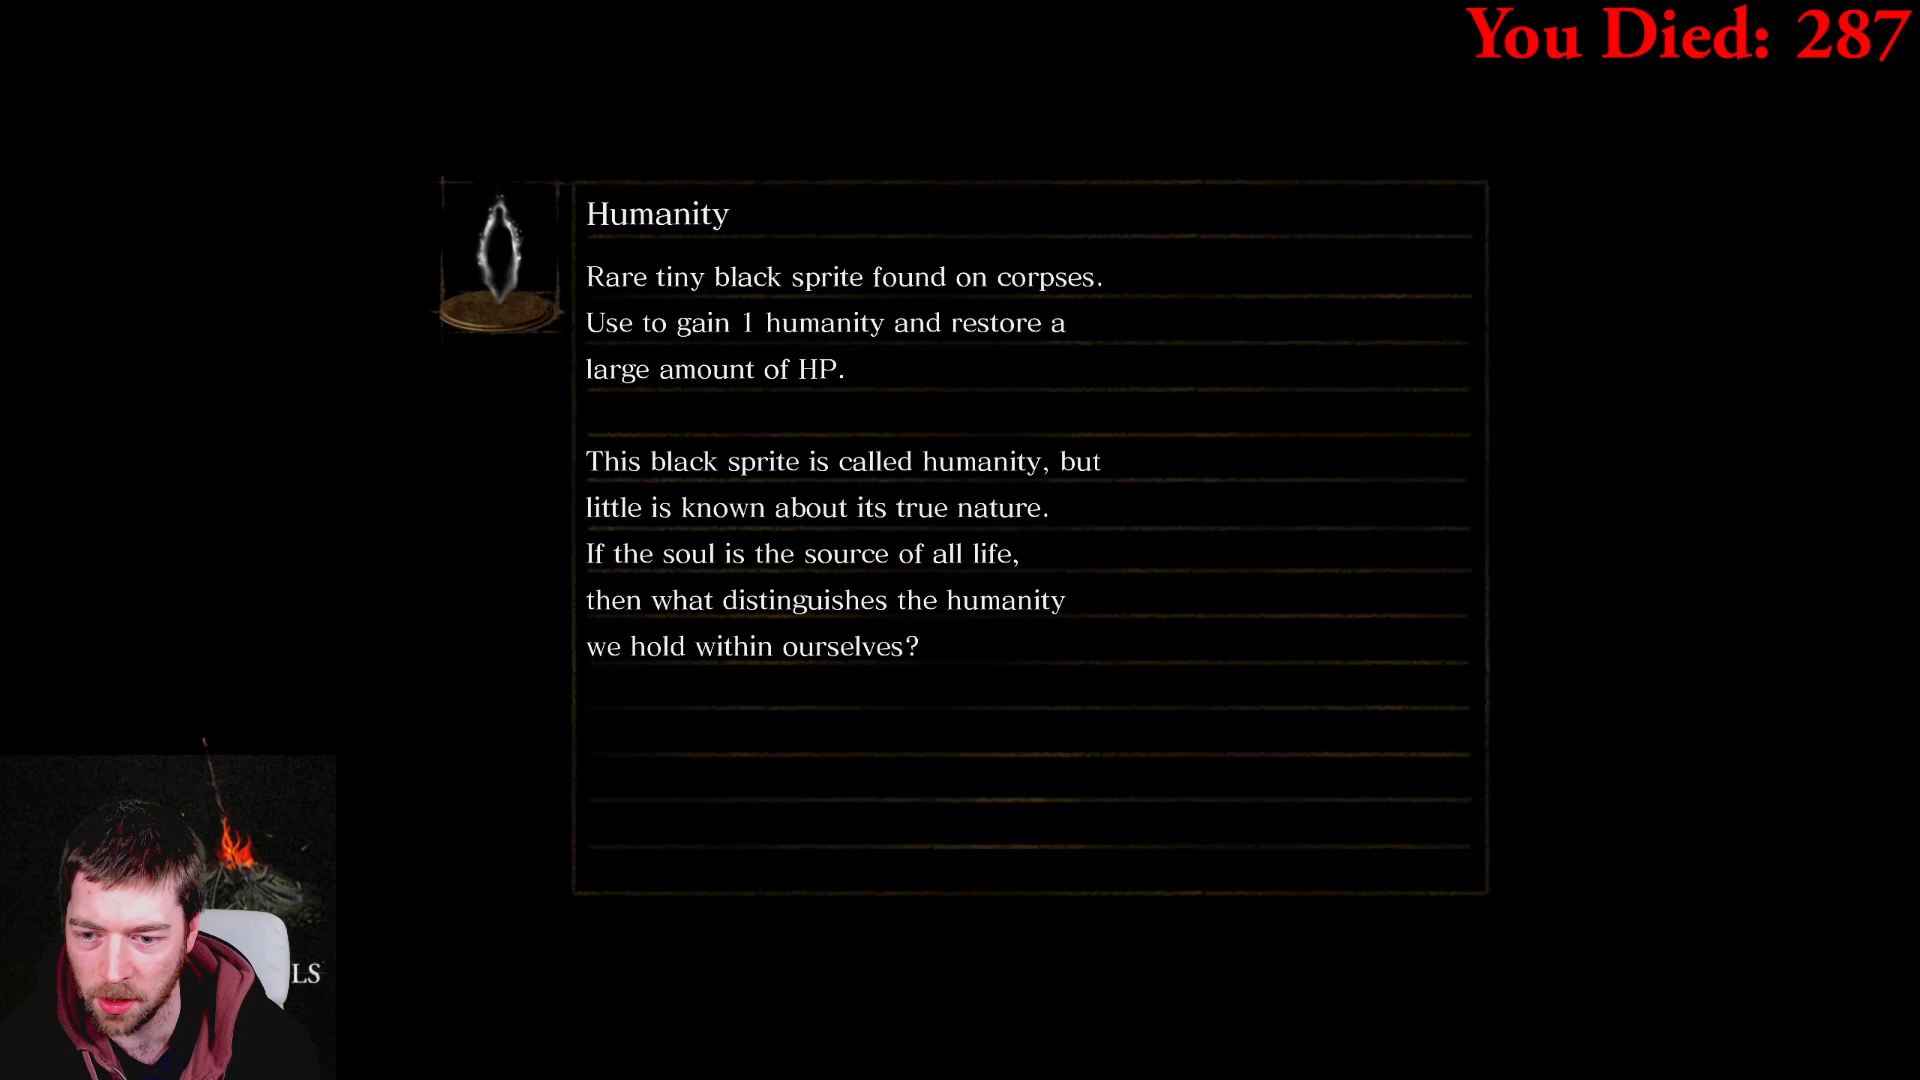 You Died: 287
Humanity
Rare tiny black sprite found on corpses.
Use to gain 1 humanity and restore a
large amount of HP.
This black sprite is called humanity, but
little is known about its true nature.
If the soul is the source of all life,
then what distinguishes the humanity
we hold within ourselves?
LS